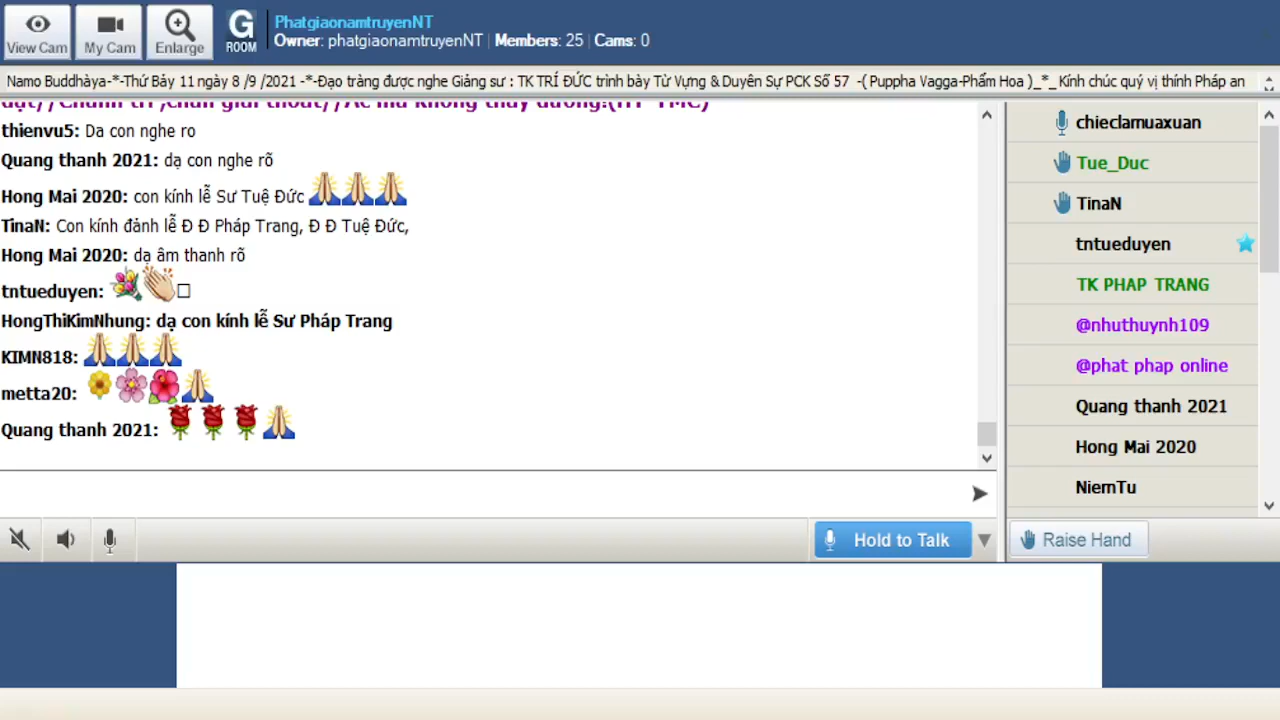 View Cam
My Cam
Enlarge
G
ROOM
PhatgiaonamtruyenNT
Owner: phatgiaonamtruyenNT | Members: 25 | Cams: 0
Namo Buddhàya-*-Thứ Bảy 11 ngày 8 /9 /2021 -*-Đạo tràng được nghe Giảng sư : TK TRÍ ĐỨC trình bày Từ Vựng & Duyên Sự PCK Số 57 -( Puppha Vagga-Phẩm Hoa )_*_ Kính chúc quý vị thính Pháp an
thienvu5: Da con nghe ro
Quang thanh 2021: dạ con nghe rõ
Hong Mai 2020: con kính lễ Sư Tuệ Đức 🙏🙏🙏
TinaN: Con kính đảnh lễ Đ Đ Pháp Trang, Đ Đ Tuệ Đức,
Hong Mai 2020: dạ âm thanh rõ
tntueduyen: 💐👏□
HongThiKimNhung: dạ con kính lễ Sư Pháp Trang
KIMN818: 🙏🙏🙏
metta20: 🌼🌸🌺🙏
Quang thanh 2021: 🌹🌹🌹🙏
Hold to Talk
chieclamuaxuan
Tue_Duc
TinaN
tntueduyen
TK PHAP TRANG
@nhuthuynh109
@phat phap online
Quang thanh 2021
Hong Mai 2020
NiemTu
Raise Hand